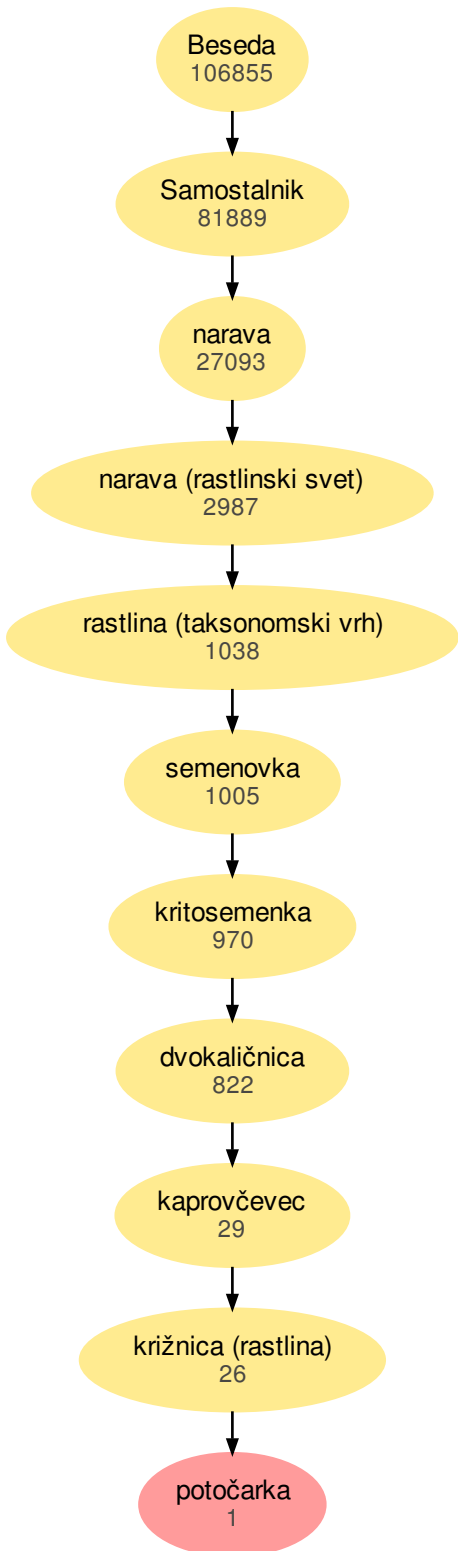 Beseda
106855
Samostalnik
81889
narava
27093
narava (rastlinski svet)
2987
rastlina (taksonomski vrh)
1038
semenovka
1005
kritosemenka
970
dvokaličnica
822
kaprovčevec
29
križnica (rastlina)
26
potočarka
1